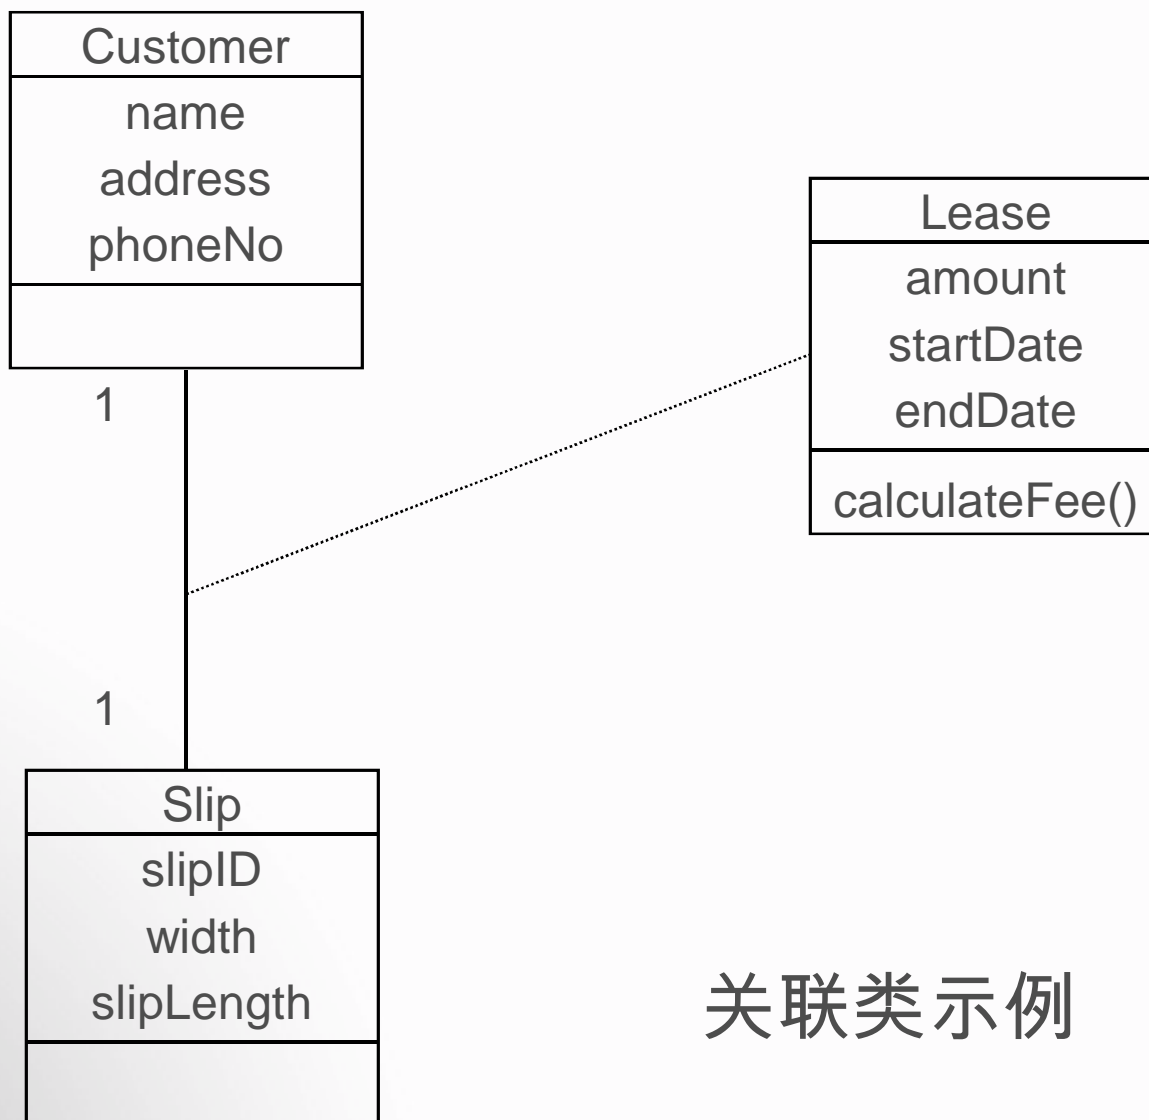 Customer
name
address
phoneNo
Lease
amount
startDate
endDate
calculateFee()
1
1
Slip
slipID
width
slipLength
关联类示例